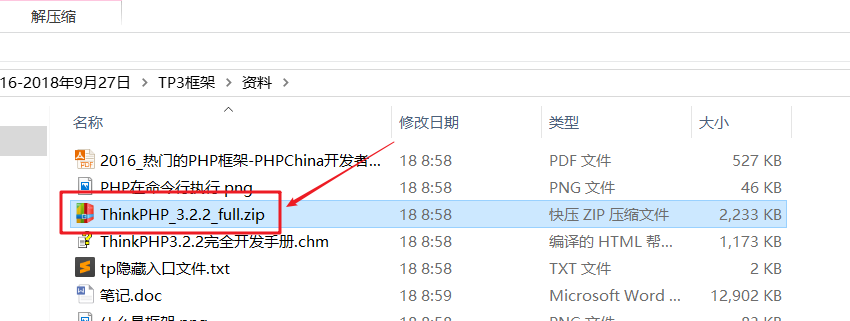 解压缩
16-2018年9月27日 > TP3框架 > 资料 >
名称 修改日期 类型 大小
2016_热门的PHP框架-PHPChina开发者... 18 8:58 PDF 文件 527 KB
PHP在命令行执行.png 18 8:58 PNG 文件 46 KB
ThinkPHP_3.2.2_full.zip 18 8:58 快压 ZIP 压缩文件 2,233 KB
ThinkPHP3.2.2完全开发手册.chm 18 8:58 编译的 HTML 帮... 1,173 KB
tp隐藏入口文件.txt 18 8:58 TXT 文件 2 KB
笔记.doc 18 8:59 Microsoft Word ... 12,902 KB
什么是框架.png 18 8:58 PNG 文件 KB